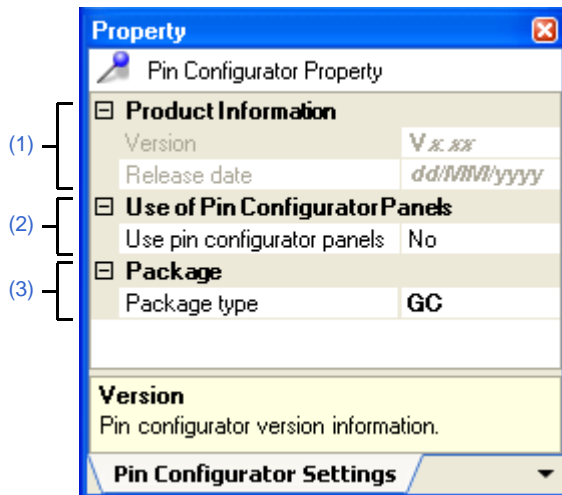 Property
Pin Configurator Property
(1)
Product Information
Version V x.xx
Release date dd/MM/yyyy
(2)
Use of Pin Configurator Panels
Use pin configurator panels No
(3)
Package
Package type GC
Version
Pin configurator version information.
Pin Configurator Settings